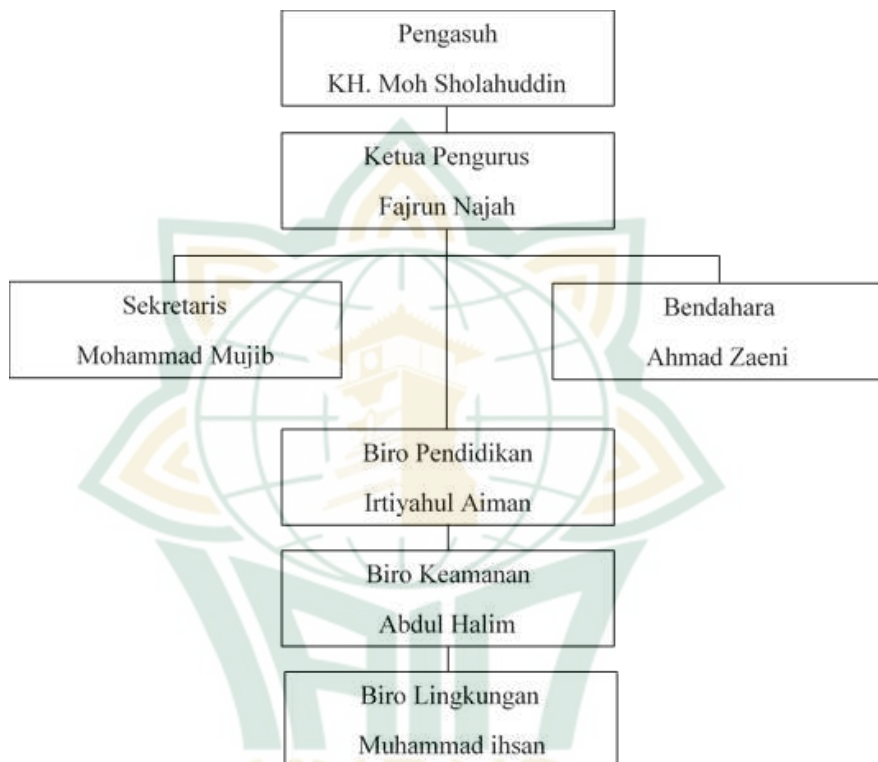 Pengasuh
KH. Moh Sholahuddin
Ketua Pengurus
Fajrun Najah
Sekretaris
Mohammad Mujib
Bendahara
Ahmad Zaeni
Biro Pendidikan
Irtiyahul Aiman
Biro Keamanan
Abdul Halim
Biro Lingkungan
Muhammad ihsan